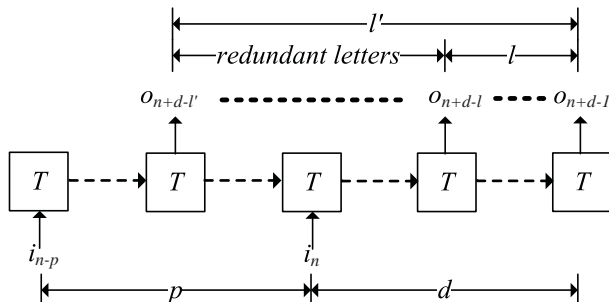 l'
redundant letters l
o_{n+d-l'} o_{n+d-l} o_{n+d-1}
T T T T T
i_{n-p} i_n
p d